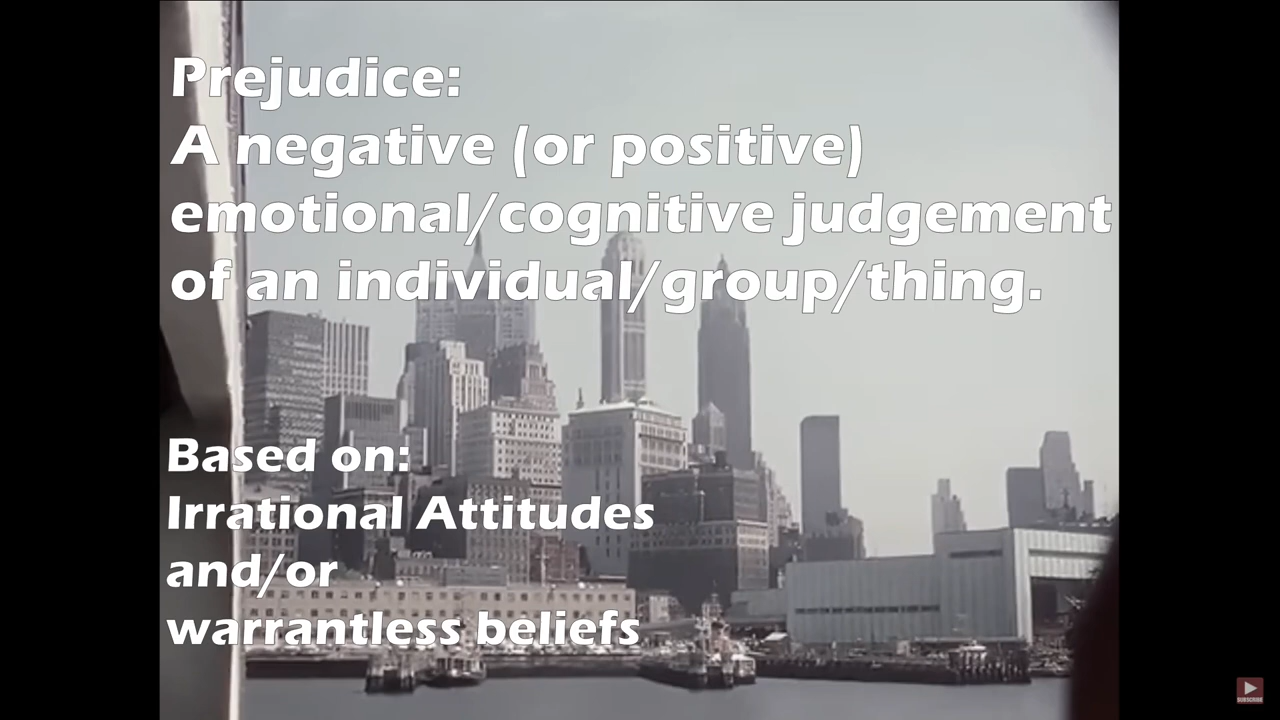 Prejudice:
A negative (or positive)
emotional/cognitive judgement
of an individual/group/thing.
Based on:
Irrational Attitudes
and/or
warrantless beliefs
SUBSCRIBE